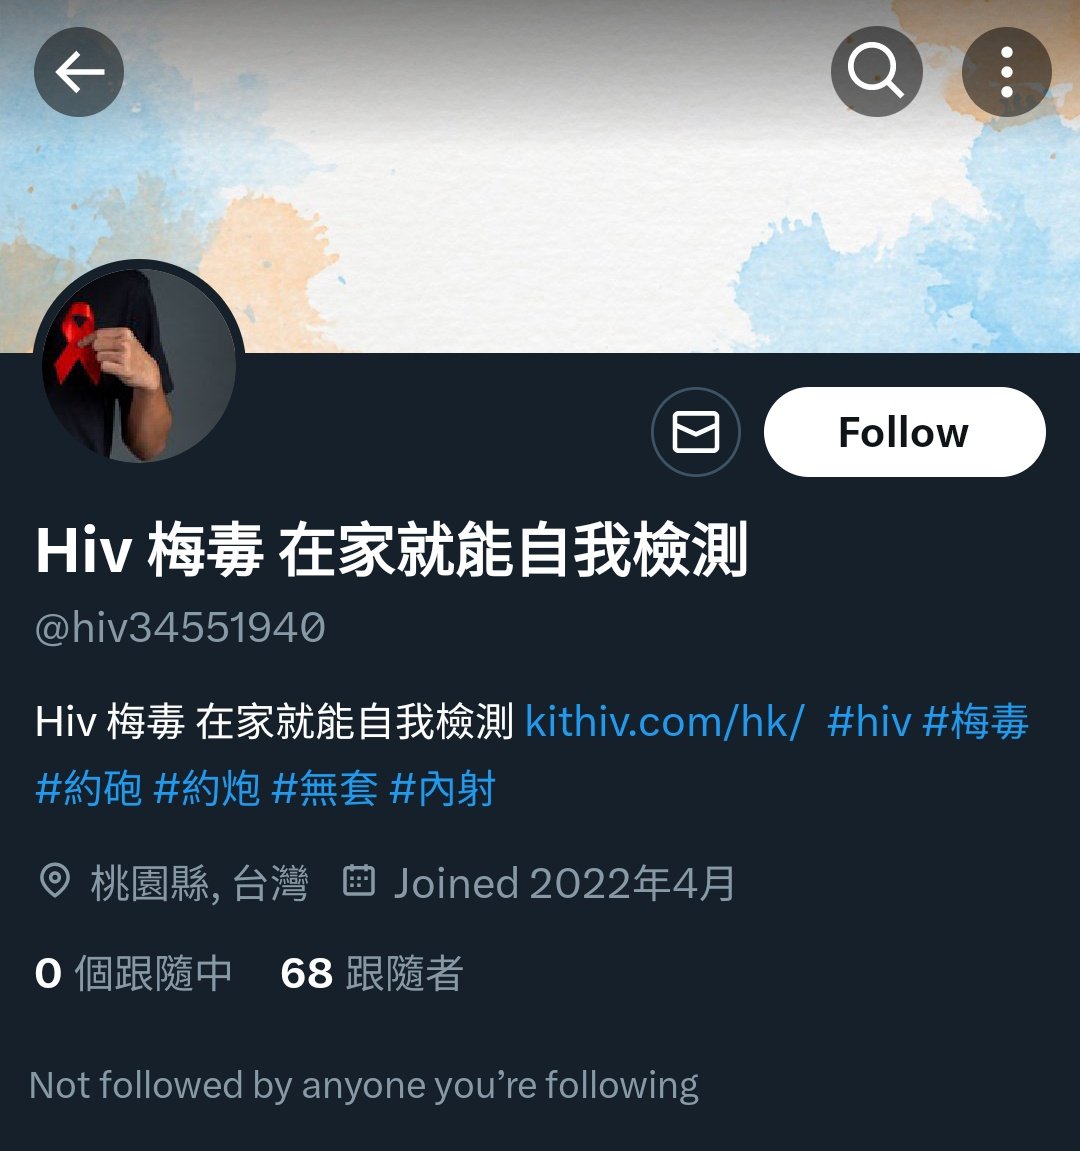 Follow
Hiv 梅毒 在家就能自我檢測
@hiv34551940
Hiv 梅毒 在家就能自我檢測 kithiv.com/hk/ #hiv #梅毒
#約砲 #約炮 #無套 #內射
桃園縣, 台灣 Joined 2022年4月
0 個跟隨中 68 跟隨者
Not followed by anyone you’re following